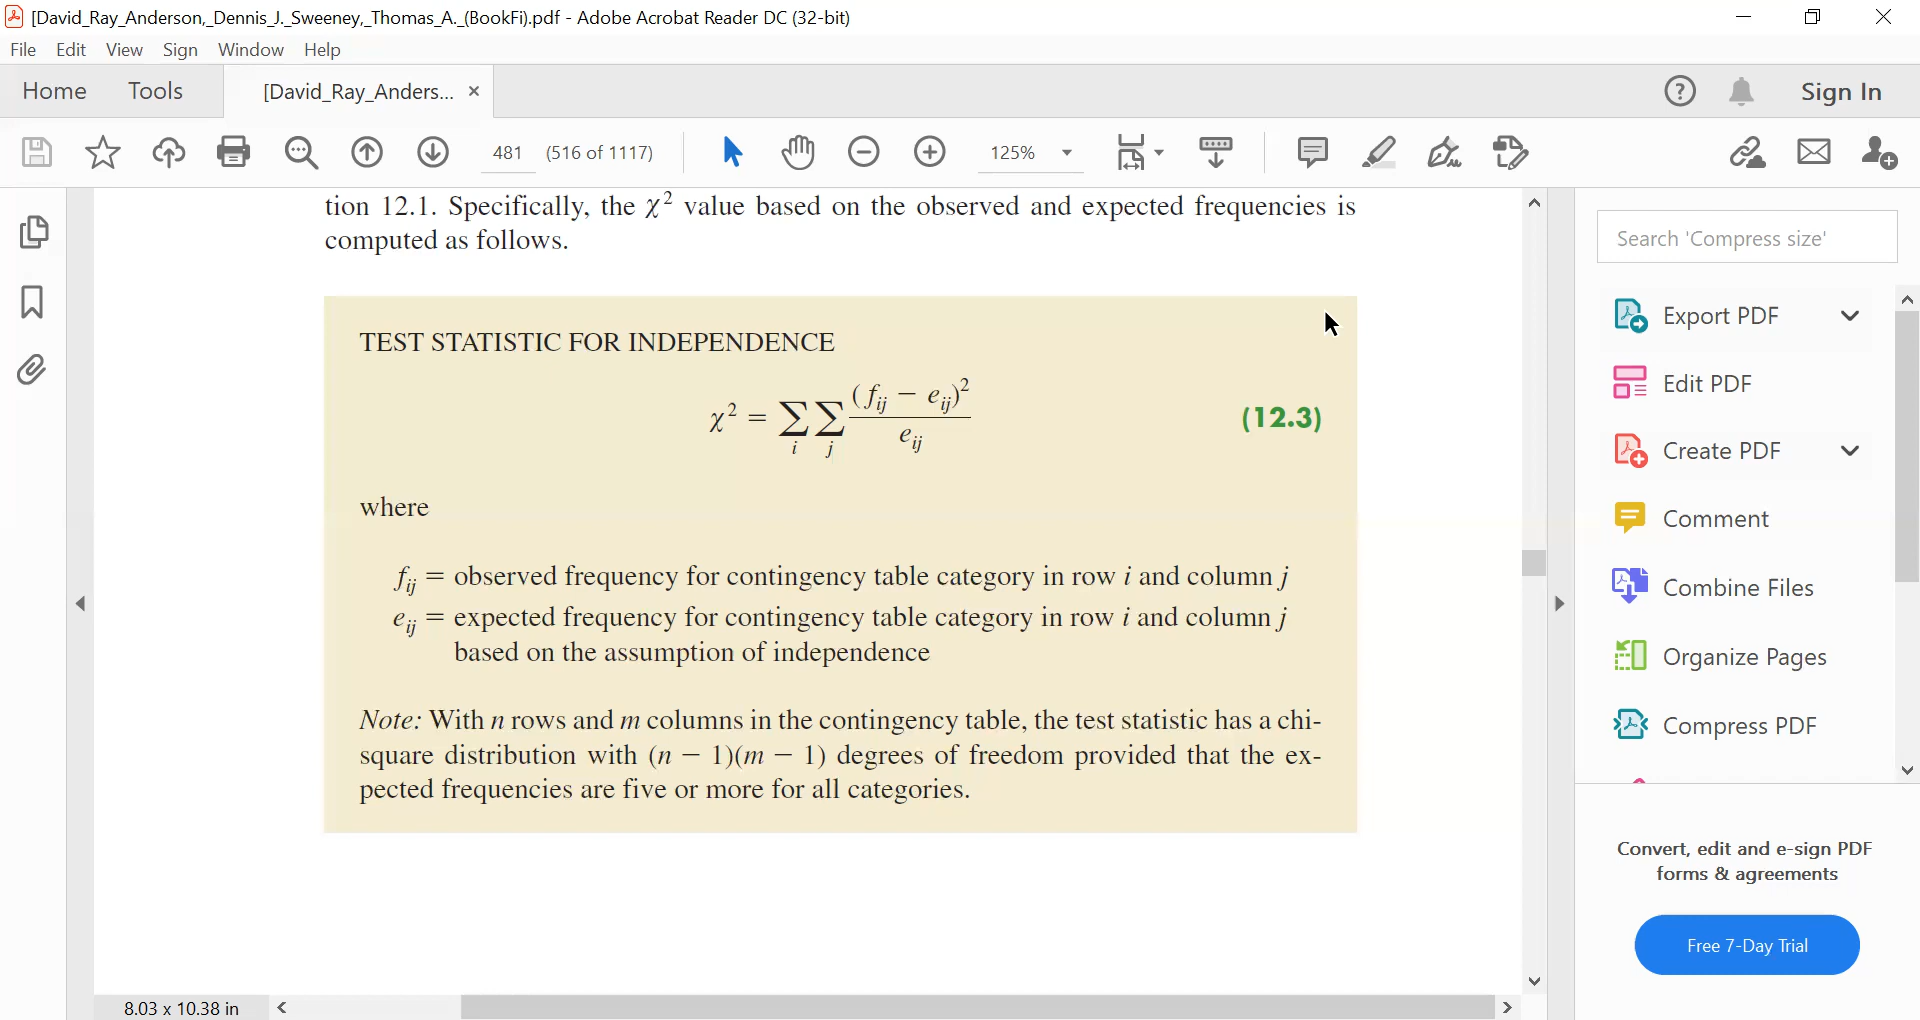 [David_Ray_Anderson,_Dennis_J._Sweeney,_Thomas_A._(BookFi).pdf - Adobe Acrobat Reader DC (32-bit)
File Edit View Sign Window Help
Home Tools [David_Ray_Anders... × Sign In
481 (516 of 1117) 125%
tion 12.1. Specifically, the χ² value based on the observed and expected frequencies is
computed as follows.
TEST STATISTIC FOR INDEPENDENCE
χ² = ∑_i ∑_j (f_ij − e_ij)² / e_ij (12.3)
where
f_ij = observed frequency for contingency table category in row i and column j
e_ij = expected frequency for contingency table category in row i and column j
based on the assumption of independence
Note: With n rows and m columns in the contingency table, the test statistic has a chi-
square distribution with (n − 1)(m − 1) degrees of freedom provided that the ex-
pected frequencies are five or more for all categories.
8.03 x 10.38 in
Search 'Compress size'
Export PDF
Edit PDF
Create PDF
Comment
Combine Files
Organize Pages
Compress PDF
Convert, edit and e-sign PDF
forms & agreements
Free 7-Day Trial